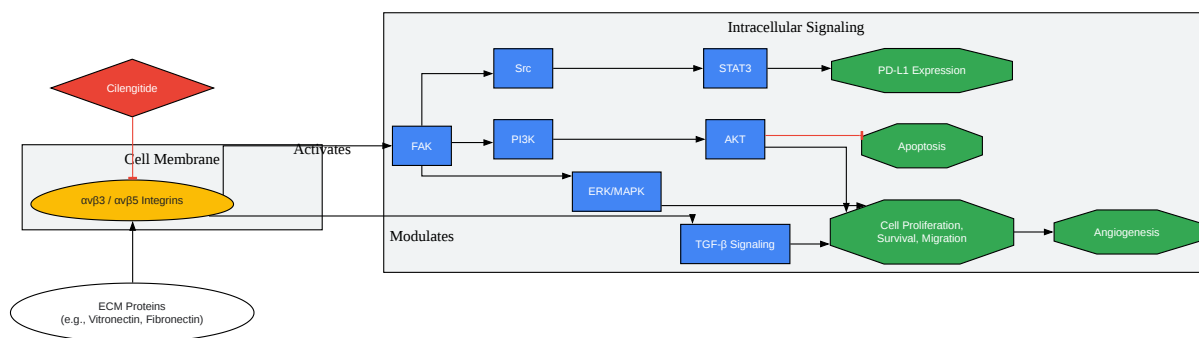 Intracellular Signaling
Cilengitide
Src
STAT3
PD-L1 Expression
Cell Membrane
Activates
FAK
PI3K
AKT
Apoptosis
αvβ3 / αvβ5 Integrins
ERK/MAPK
Modulates
TGF-β Signaling
Cell Proliferation,
Survival, Migration
Angiogenesis
ECM Proteins
(e.g., Vitronectin, Fibronectin)